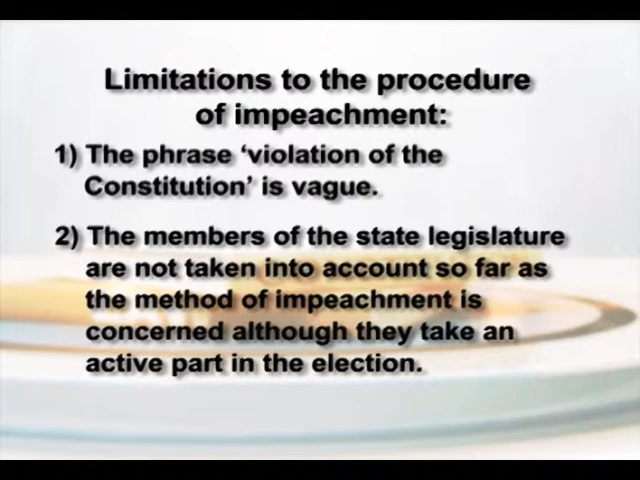 Limitations to the procedure
of impeachment:
1) The phrase ‘violation of the
Constitution’ is vague.
2) The members of the state legislature
are not taken into account so far as
the method of impeachment is
concerned although they take an
active part in the election.